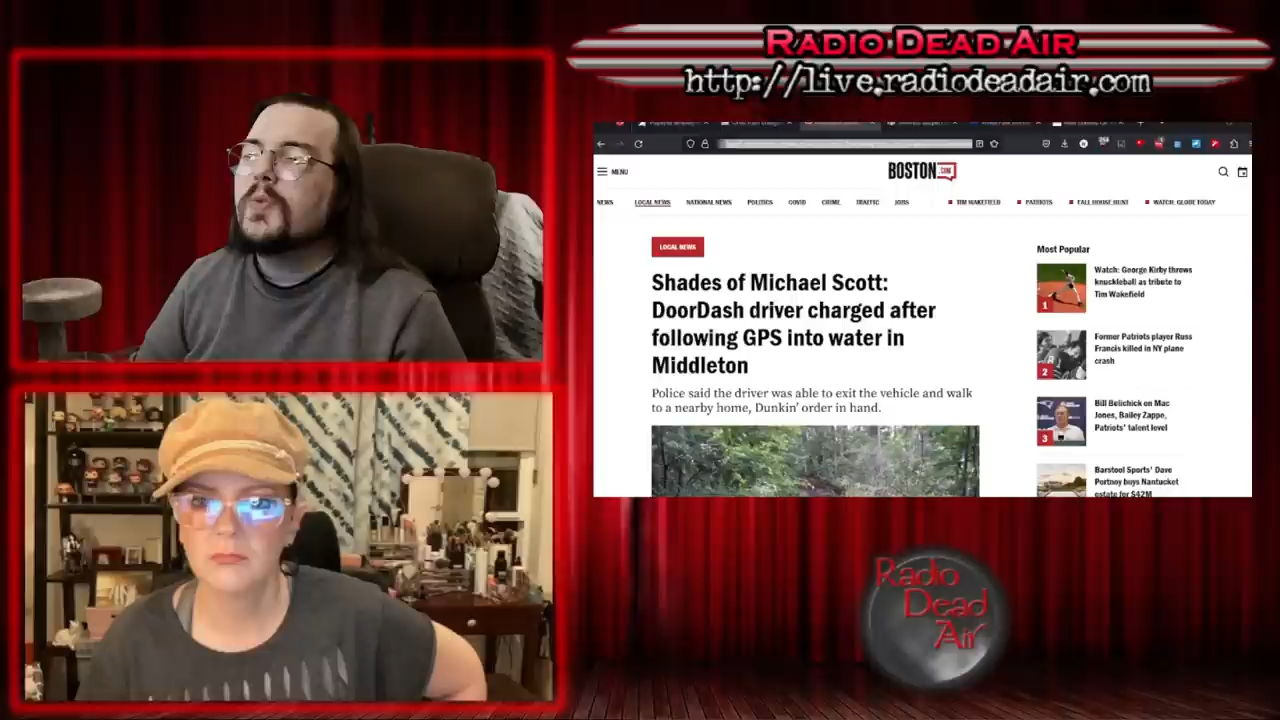 RADIO DEAD AIR
http://live.radiodeadair.com
MENU
BOSTON.COM
NEWS
LOCAL NEWS
NATIONAL NEWS
POLITICS
COVID
CRIME
TRAFFIC
JOBS
TIM WAKEFIELD
PATRIOTS
FALL HOUSE HUNT
WATCH: GLOBE TODAY
LOCAL NEWS
Shades of Michael Scott:
DoorDash driver charged after
following GPS into water in
Middleton
Police said the driver was able to exit the vehicle and walk
to a nearby home, Dunkin’ order in hand.
Most Popular
1
Watch: George Kirby throws
knuckleball as tribute to
Tim Wakefield
2
Former Patriots player Russ
Francis killed in NY plane
crash
3
Bill Belichick on Mac
Jones, Bailey Zappe,
Patriots' talent level
Barstool Sports' Dave
Portnoy buys Nantucket
estate for $42M
Radio
Dead
Air